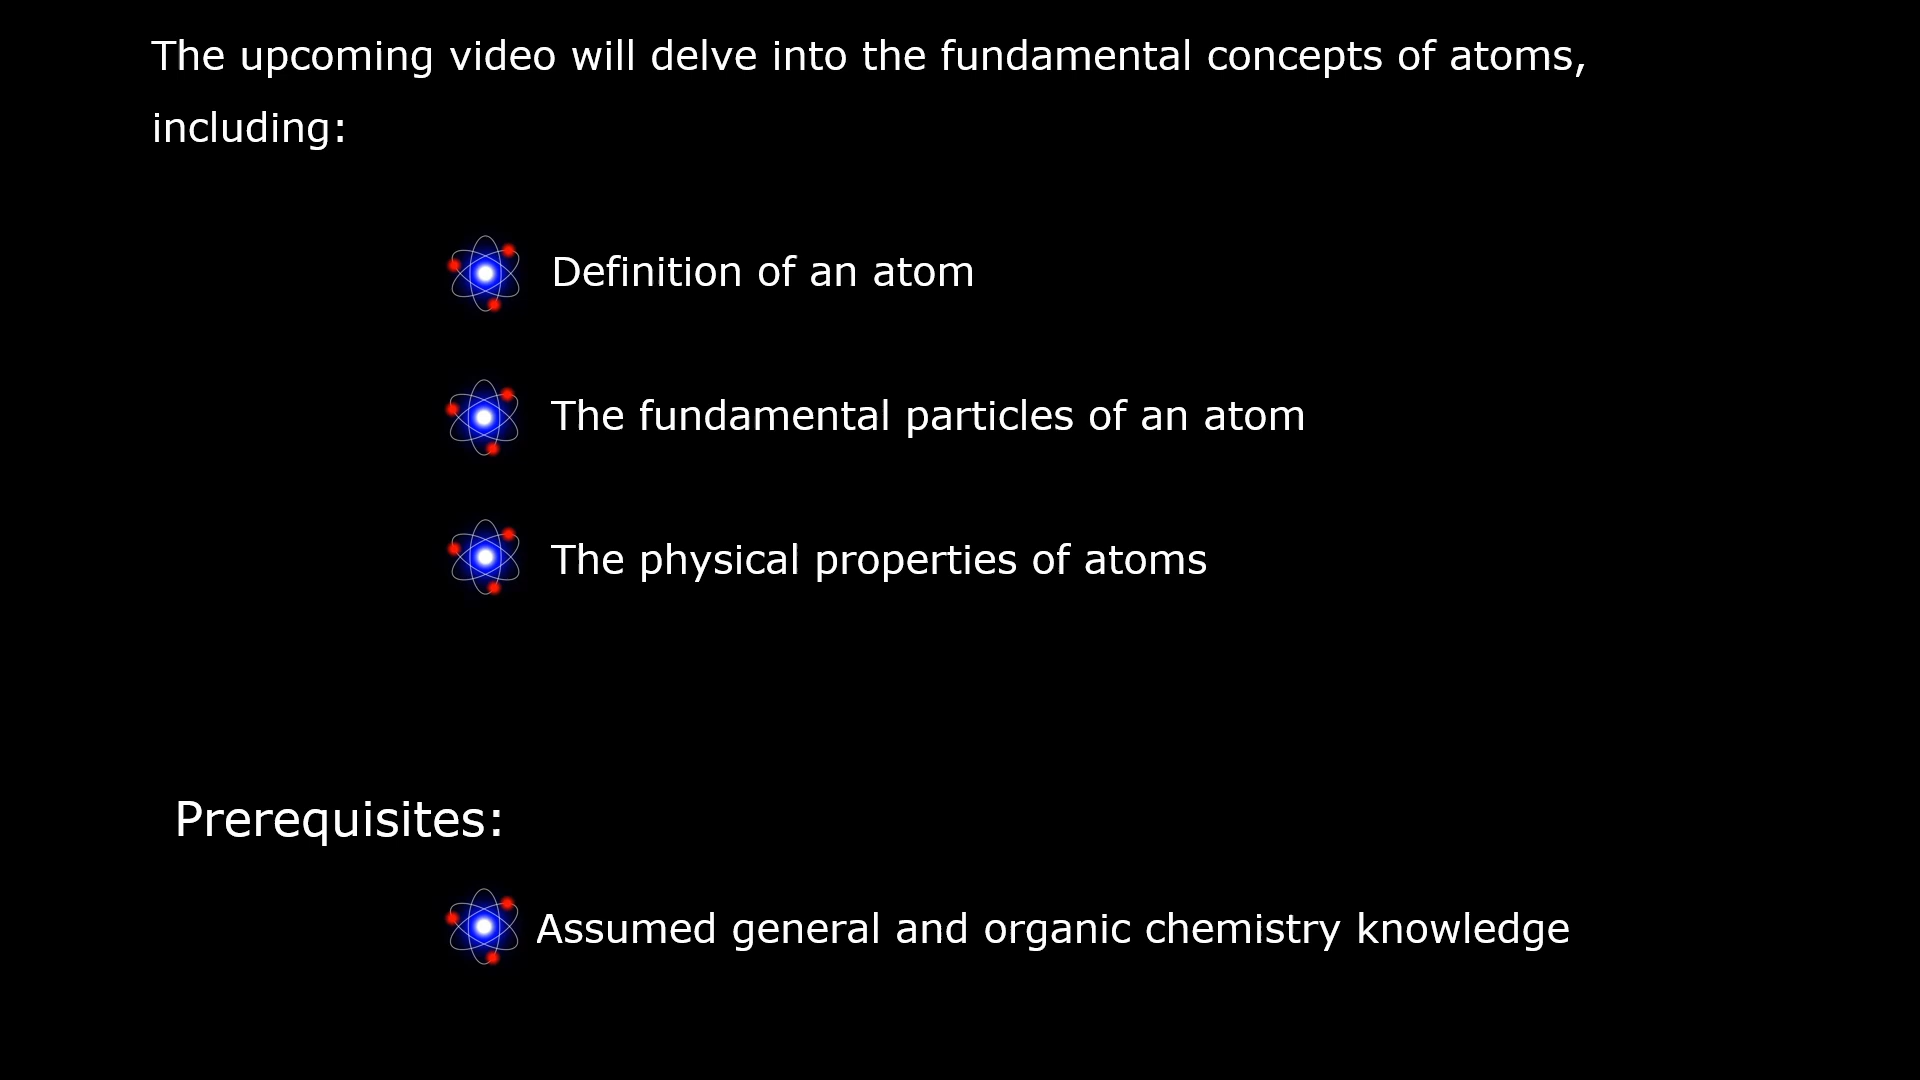 The upcoming video will delve into the fundamental concepts of atoms,
including:
Definition of an atom
The fundamental particles of an atom
The physical properties of atoms
Prerequisites:
Assumed general and organic chemistry knowledge